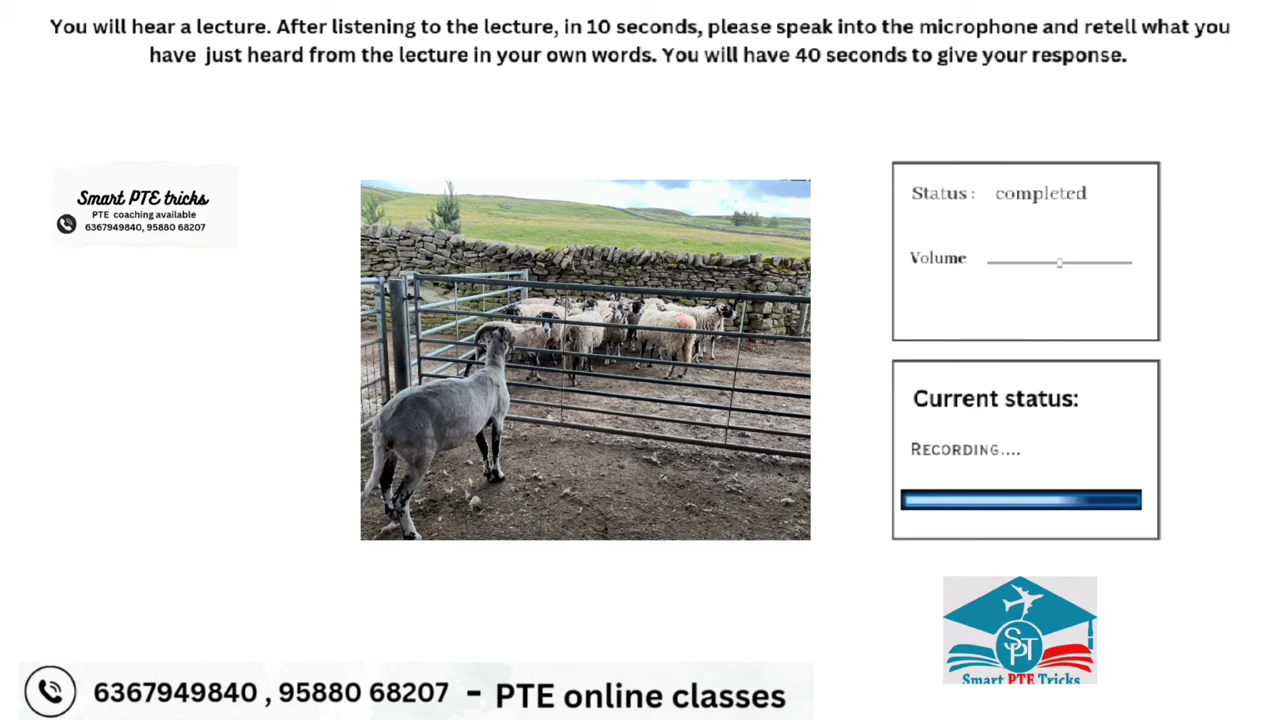 You will hear a lecture. After listening to the lecture, in 10 seconds, please speak into the microphone and retell what you
have just heard from the lecture in your own words. You will have 40 seconds to give your response.
Smart PTE tricks
PTE coaching available
6367949840, 95880 68207
Status: completed
Volume
Current status:
RECORDING....
SPT
Smart PTE Tricks
6367949840 , 95880 68207 - PTE online classes